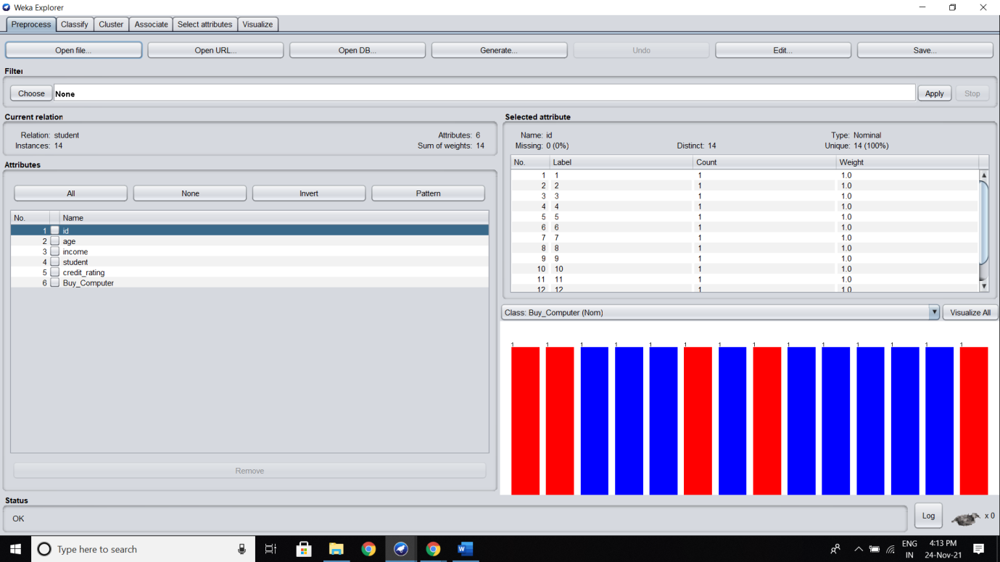 Weka Explorer
Preprocess Classify Cluster Associate Select attributes Visualize
Open file... Open URL... Open DB... Generate... Undo Edit... Save...
Filter
Choose None Apply Stop
Current relation
Relation: student Attributes: 6
Instances: 14 Sum of weights: 14
Attributes
All None Invert Pattern
No. Name
1 id
2 age
3 income
4 student
5 credit_rating
6 Buy_Computer
Remove
Selected attribute
Name: id Type: Nominal
Missing: 0 (0%) Distinct: 14 Unique: 14 (100%)
No. Label Count Weight
1 1 1 1.0
2 2 1 1.0
3 3 1 1.0
4 4 1 1.0
5 5 1 1.0
6 6 1 1.0
7 7 1 1.0
8 8 1 1.0
9 9 1 1.0
10 10 1 1.0
11 11 1 1.0
12 12 1 1.0
Class: Buy_Computer (Nom) Visualize All
1 1 1 1 1 1 1 1 1 1 1 1 1 1
Status
OK Log x 0
Type here to search
ENG
IN
4:13 PM
24-Nov-21